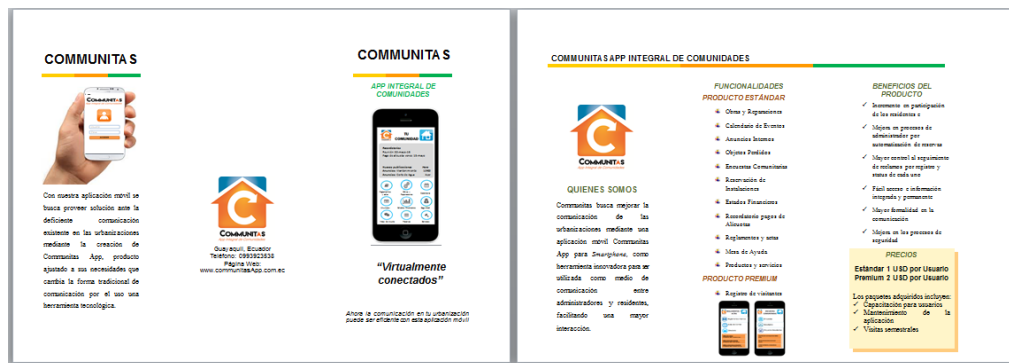 COMMUNITAS
COMMUNITAS
Con nuestra aplicación móvil se
busca proveer solución ante la
deficiente comunicación
existente en las urbanizaciones
mediante la creación de
Communitas App, producto
ajustado a sus necesidades que
cambia la forma tradicional de
comunicación por el uso una
herramienta tecnológica.
C
COMMUNITAS
App Integral de Comunidades
Guayaquil, Ecuador
Teléfono: 0993923838
Página Web:
www.communitasApp.com.ec
COMMUNITAS
APP INTEGRAL DE
COMUNIDADES
TU
COMUNIDAD
"Virtualmente
conectados"
Ahora la comunicación en tu urbanización
puede ser eficiente con esta aplicación móvil!
COMMUNITAS APP INTEGRAL DE COMUNIDADES
C
COMMUNITAS
QUIENES SOMOS
Communitas busca mejorar la
comunicación de las
urbanizaciones mediante una
aplicación móvil Communitas
App para Smartphone, como
herramienta innovadora para ser
utilizada como medio de
comunicación entre
administradores y residentes,
facilitando una mayor
interacción.
FUNCIONALIDADES
PRODUCTO ESTÁNDAR
Obras y Reparaciones
Calendario de Eventos
Anuncios Internos
Objetos Perdidos
Encuestas Comunitarias
Reservación de
Instalaciones
Estados Financieros
Recordatorio pagos de
Alícuotas
Reglamentos y actas
Mesa de Ayuda
Productos y servicios
PRODUCTO PREMIUM
Registro de visitantes
BENEFICIOS DEL
PRODUCTO
✓ Incremento en participación
de los residentes o
✓ Mejora en procesos de
administrador por
automatización de reservas
✓ Mayor control al seguimiento
de reclamos por registro y
status de cada uno
✓ Fácil acceso e información
integrada y permanente
✓ Mayor formalidad en la
comunicación
✓ Mejora en los procesos de
seguridad
PRECIOS
Estándar 1 USD por Usuario
Premium 2 USD por Usuario
Los paquetes adquiridos incluyen:
✓ Capacitación para usuarios
✓ Mantenimiento de la
aplicación
✓ Visitas semestrales